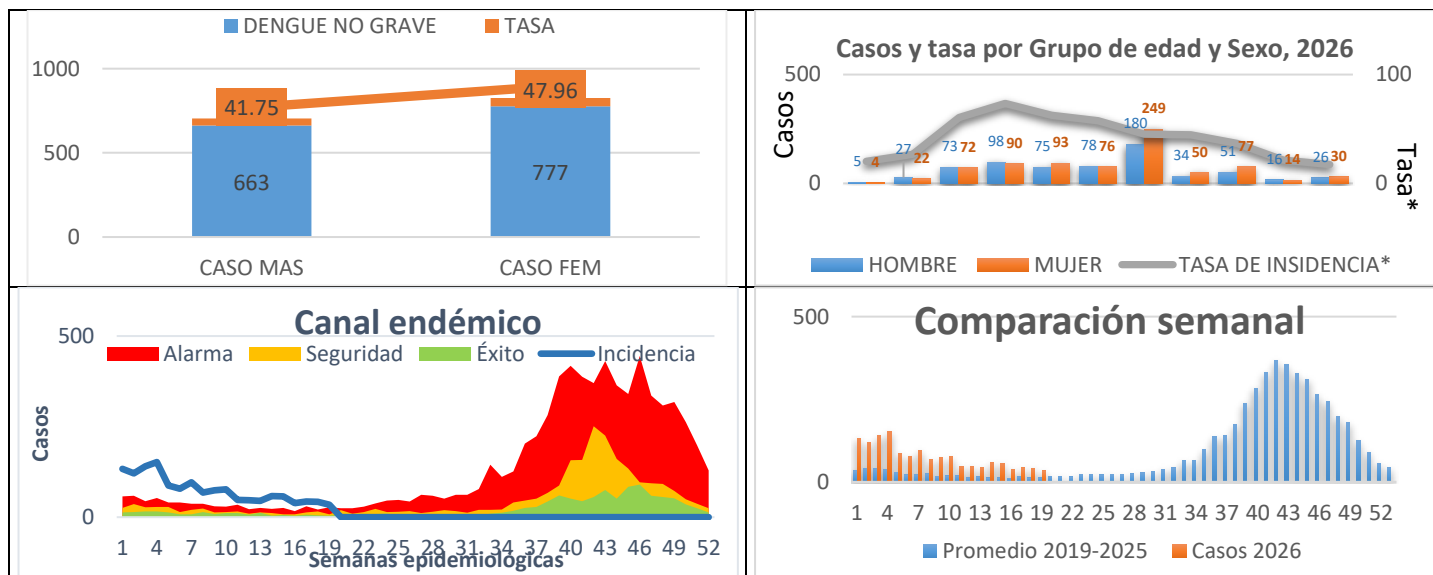 DENGUE NO GRAVE TASA
1000
500
0
41.75
47.96
663
777
CASO MAS CASO FEM
Casos y tasa por Grupo de edad y Sexo, 2026
500
0
Casos
100
0
Tasa*
5 4 27 22 73 72 98 90 75 93 78 76 180 249 34 50 51 77 16 14 26 30
HOMBRE MUJER TASA DE INSIDENCIA*
Canal endémico
Alarma Seguridad Éxito Incidencia
500
0
Casos
1 4 7 10 13 16 19 22 25 28 31 34 37 40 43 46 49 52
Semanas epidemiológicas
Comparación semanal
500
0
1 4 7 10 13 16 19 22 25 28 31 34 37 40 43 46 49 52
Promedio 2019-2025 Casos 2026